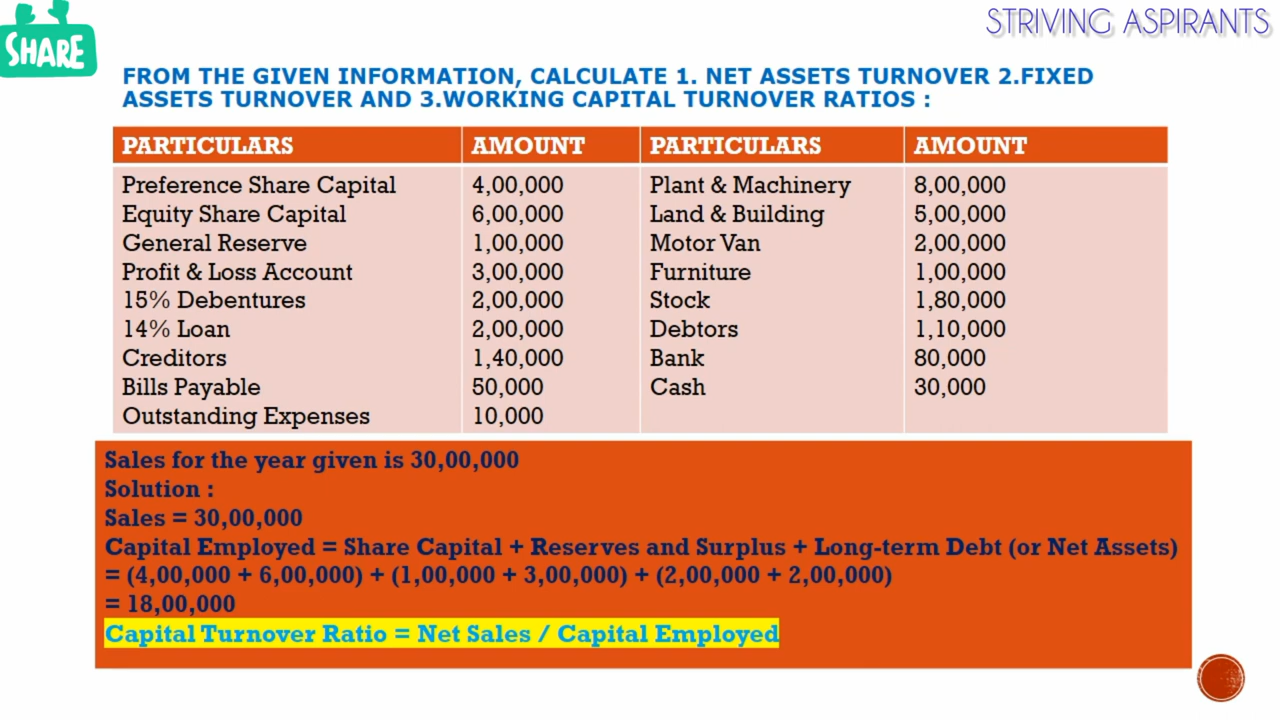 SHARE
STRIVING ASPIRANTS
FROM THE GIVEN INFORMATION, CALCULATE 1. NET ASSETS TURNOVER 2.FIXED
ASSETS TURNOVER AND 3.WORKING CAPITAL TURNOVER RATIOS :
PARTICULARS AMOUNT PARTICULARS AMOUNT
Preference Share Capital 4,00,000 Plant & Machinery 8,00,000
Equity Share Capital 6,00,000 Land & Building 5,00,000
General Reserve 1,00,000 Motor Van 2,00,000
Profit & Loss Account 3,00,000 Furniture 1,00,000
15% Debentures 2,00,000 Stock 1,80,000
14% Loan 2,00,000 Debtors 1,10,000
Creditors 1,40,000 Bank 80,000
Bills Payable 50,000 Cash 30,000
Outstanding Expenses 10,000
Sales for the year given is 30,00,000
Solution :
Sales = 30,00,000
Capital Employed = Share Capital + Reserves and Surplus + Long-term Debt (or Net Assets)
= (4,00,000 + 6,00,000) + (1,00,000 + 3,00,000) + (2,00,000 + 2,00,000)
= 18,00,000
Capital Turnover Ratio = Net Sales / Capital Employed